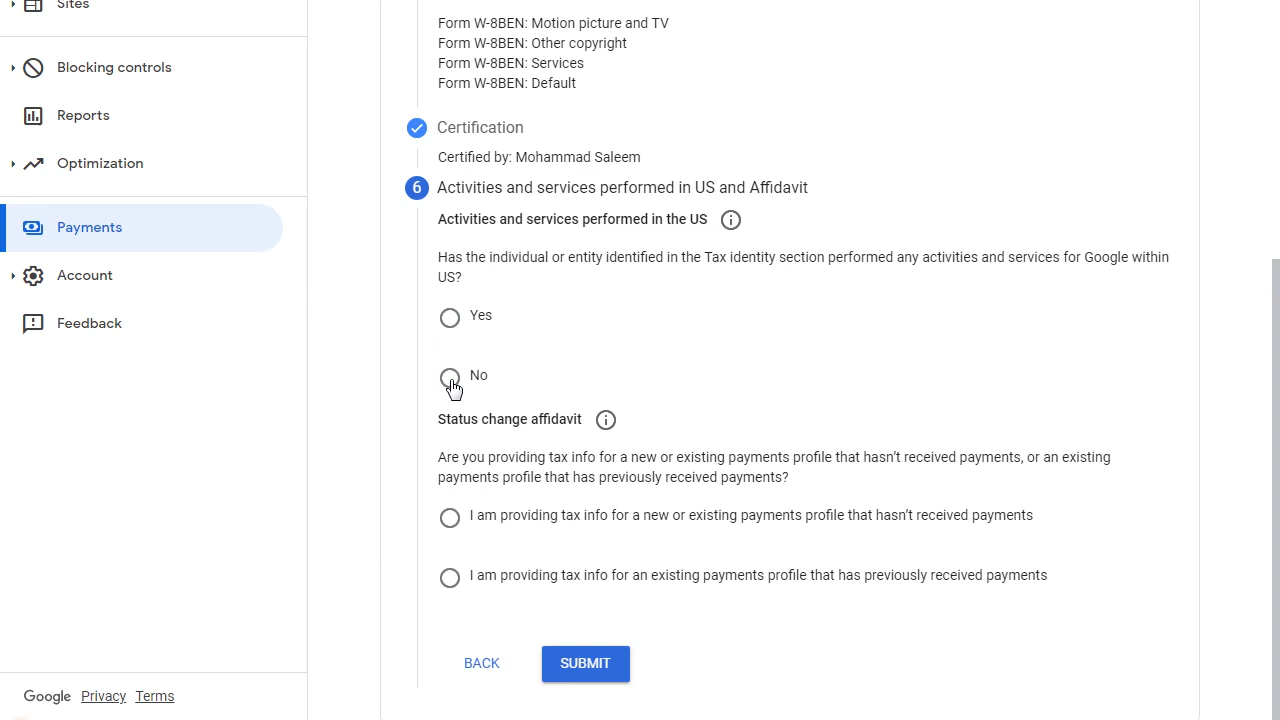 Sites
Blocking controls
Reports
Optimization
Payments
Account
Feedback
Google Privacy Terms
Form W-8BEN: Motion picture and TV
Form W-8BEN: Other copyright
Form W-8BEN: Services
Form W-8BEN: Default
Certification
Certified by: Mohammad Saleem
6 Activities and services performed in US and Affidavit
Activities and services performed in the US
Has the individual or entity identified in the Tax identity section performed any activities and services for Google within
US?
Yes
No
Status change affidavit
Are you providing tax info for a new or existing payments profile that hasn’t received payments, or an existing
payments profile that has previously received payments?
I am providing tax info for a new or existing payments profile that hasn’t received payments
I am providing tax info for an existing payments profile that has previously received payments
BACK SUBMIT